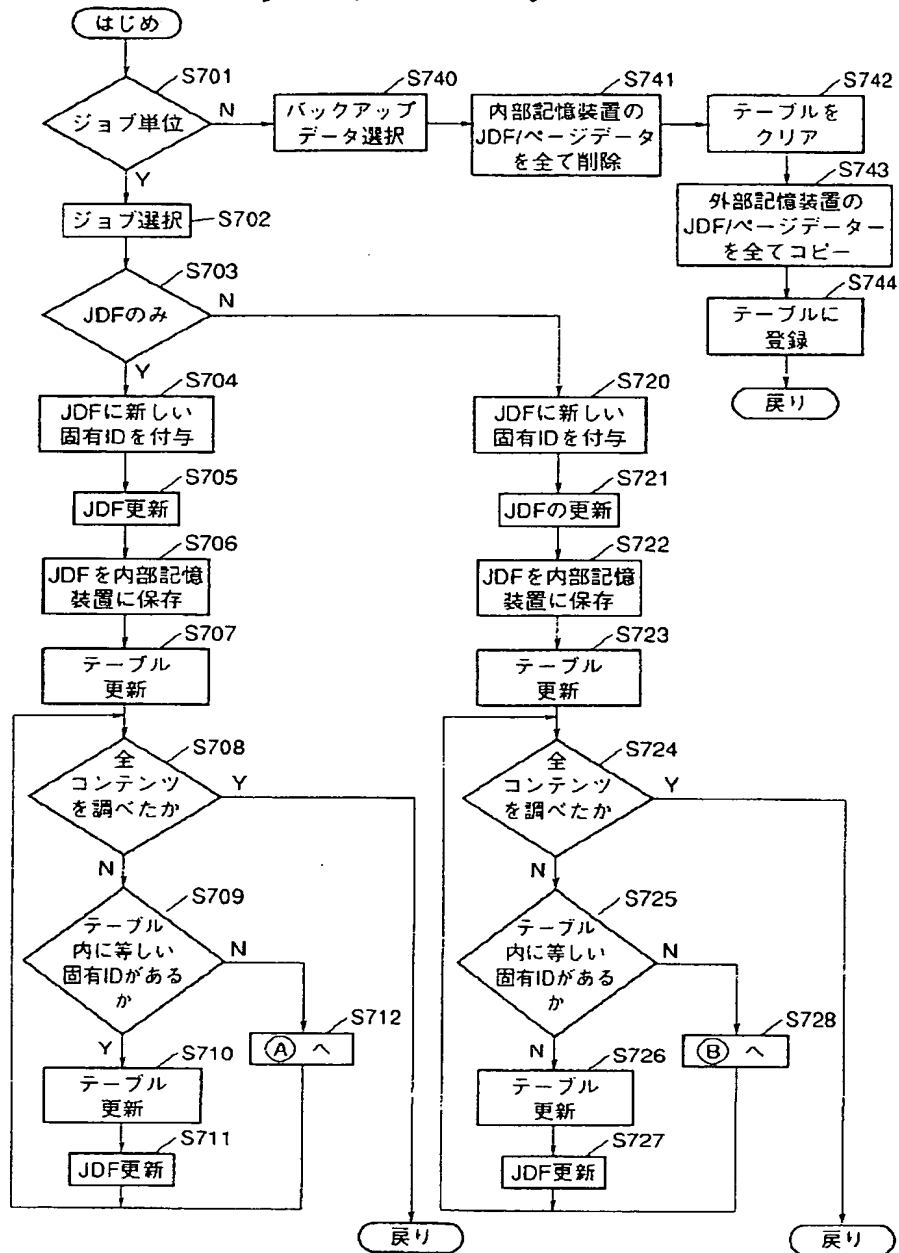 はじめ
S701
ジョブ単位
N
Y
S740
バックアップ
データ選択
S741
内部記憶装置の
JDF/ページデータ
を全て削除
S742
テーブルを
クリア
S743
外部記憶装置の
JDF/ページデーター
を全てコピー
S744
テーブルに
登録
戻り
ジョブ選択
S702
S703
JDFのみ
N
Y
S704
JDFに新しい
固有IDを付与
S705
JDF更新
S706
JDFを内部記憶
装置に保存
S707
テーブル
更新
S708
全
コンテンツ
を調べたか
Y
N
S709
テーブル
内に等しい
固有IDがある
か
N
Y
S712
Ⓐ へ
S710
テーブル
更新
S711
JDF更新
戻り
S720
JDFに新しい
固有IDを付与
S721
JDFの更新
S722
JDFを内部記憶
装置に保存
S723
テーブル
更新
S724
全
コンテンツ
を調べたか
Y
N
S725
テーブル
内に等しい
固有IDがある
か
N
N
S728
Ⓑ へ
S726
テーブル
更新
S727
JDF更新
戻り